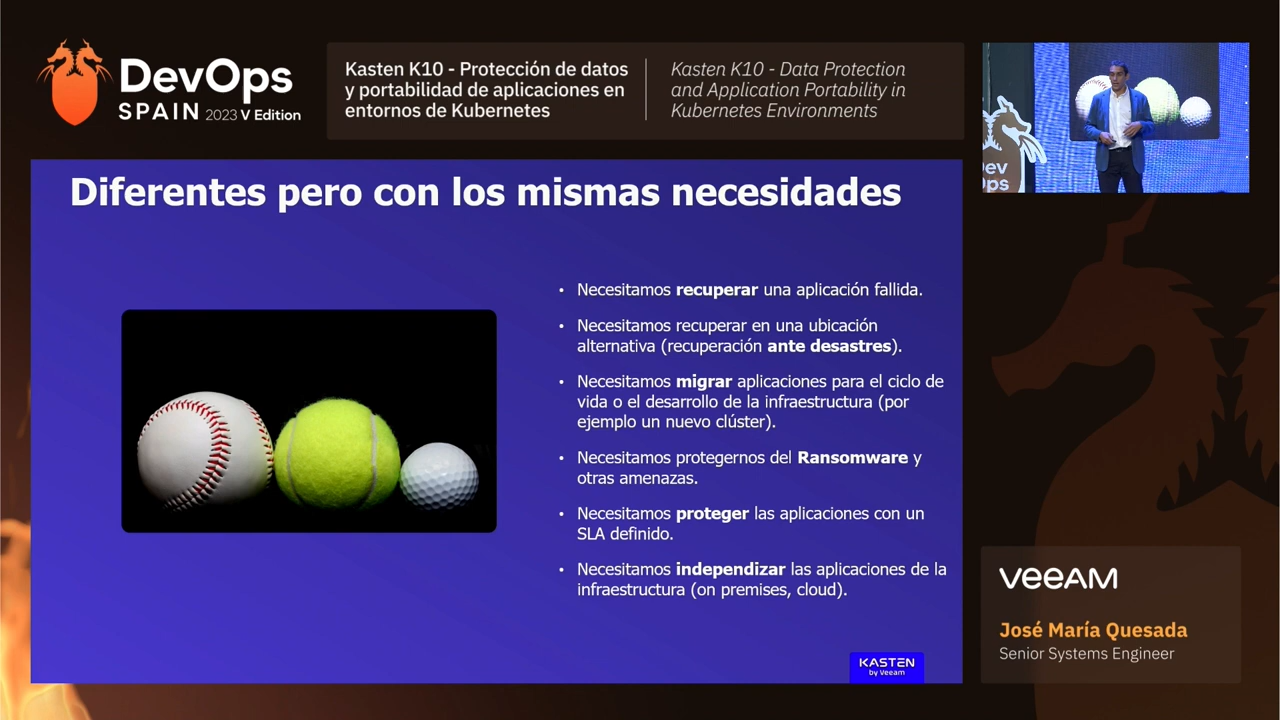 DevOps
SPAIN 2023 V Edition
Kasten K10 - Protección de datos
y portabilidad de aplicaciones en
entornos de Kubernetes
Kasten K10 - Data Protection
and Application Portability in
Kubernetes Environments
Dev
Ops
Diferentes pero con los mismas necesidades
• Necesitamos recuperar una aplicación fallida.
• Necesitamos recuperar en una ubicación
alternativa (recuperación ante desastres).
• Necesitamos migrar aplicaciones para el ciclo de
vida o el desarrollo de la infraestructura (por
ejemplo un nuevo clúster).
• Necesitamos protegernos del Ransomware y
otras amenazas.
• Necesitamos proteger las aplicaciones con un
SLA definido.
• Necesitamos independizar las aplicaciones de la
infraestructura (on premises, cloud).
KASTEN
by Veeam
veeAM
José María Quesada
Senior Systems Engineer